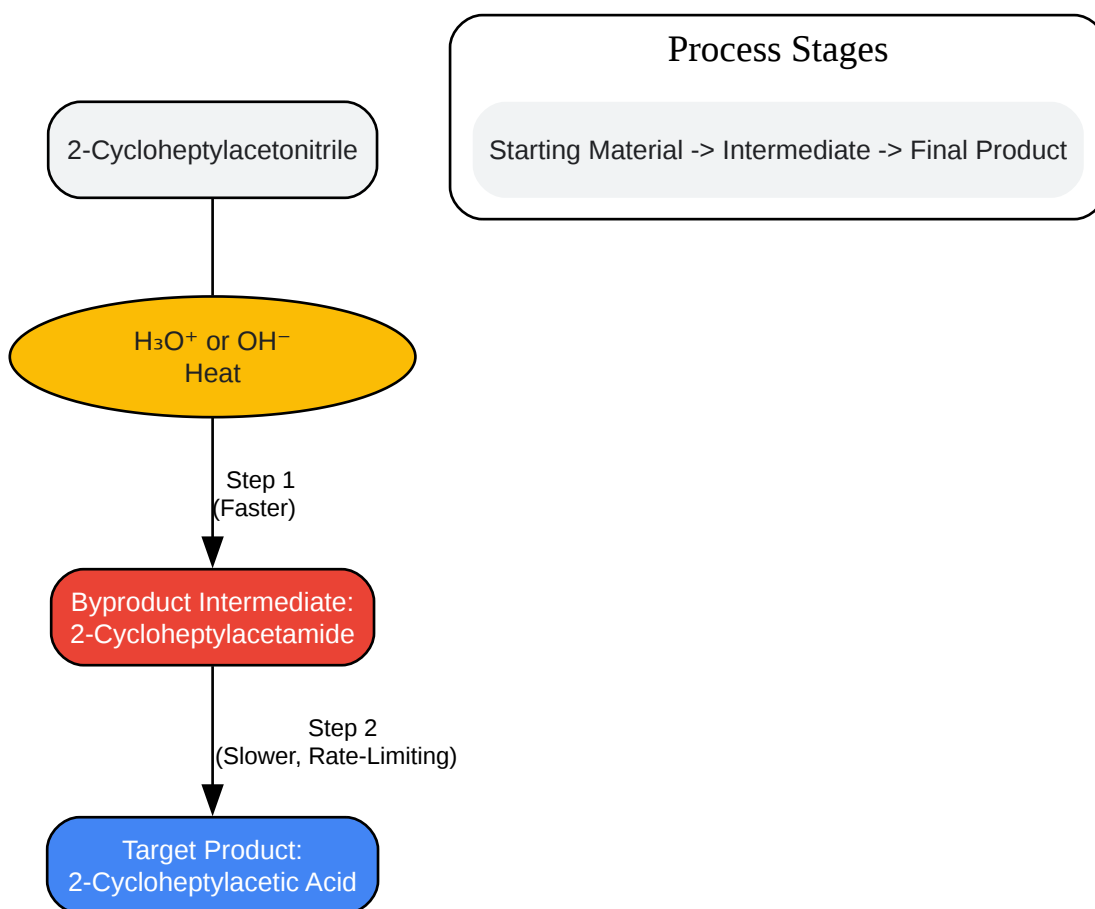 Process Stages
Starting Material -> Intermediate -> Final Product
2-Cycloheptylacetonitrile
H₃O⁺ or OH⁻
Heat
Step 1
(Faster)
Byproduct Intermediate:
2-Cycloheptylacetamide
Step 2
(Slower, Rate-Limiting)
Target Product:
2-Cycloheptylacetic Acid